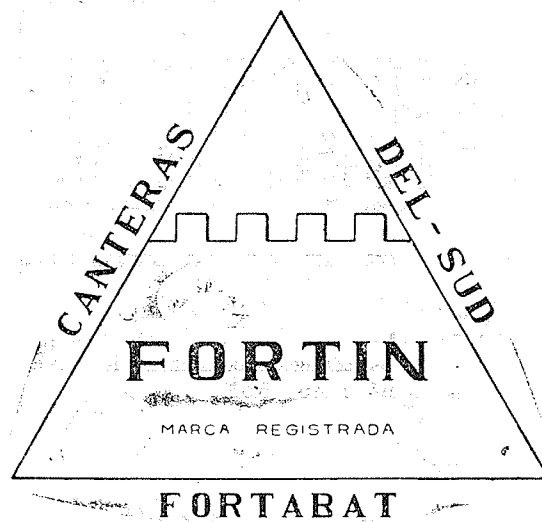 CANTERAS
DEL-SUD
FORTIN
MARCA REGISTRADA
FORTABAT